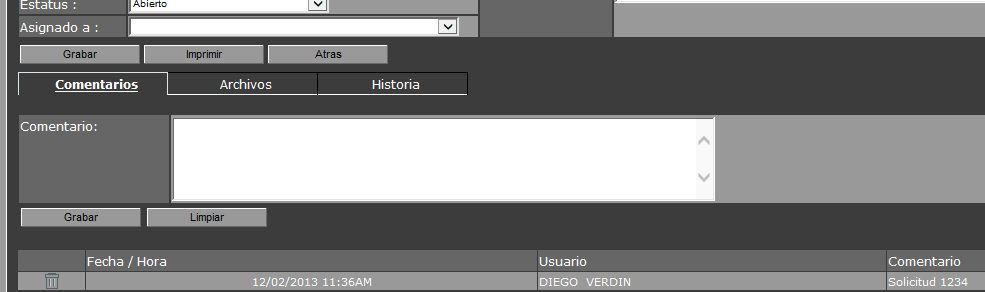 Estatus : Abierto
Asignado a :
Grabar Imprimir Atras
Comentarios Archivos Historia
Comentario:
Grabar Limpiar
Fecha / Hora Usuario Comentario
12/02/2013 11:36AM DIEGO VERDIN Solicitud 1234